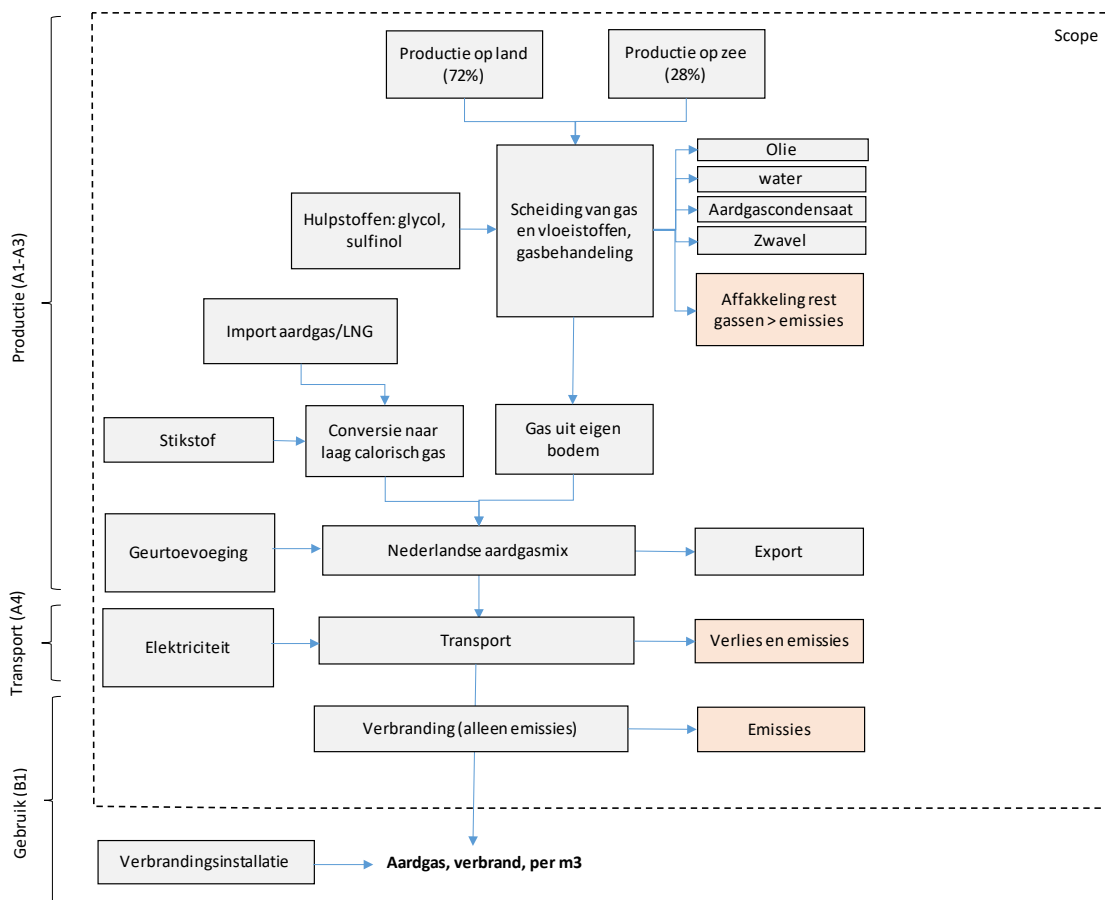 Scope
Productie op land
(72%)
Productie op zee
(28%)
Olie
water
Aardgascondensaat
Zwavel
Hulpstoffen: glycol,
sulfinol
Scheiding van gas
en vloeistoffen,
gasbehandeling
Affakkeling rest
gassen > emissies
Productie (A1-A3)
Import aardgas/LNG
Stikstof
Conversie naar
laag calorisch gas
Gas uit eigen
bodem
Geurtoevoeging
Nederlandse aardgasmix
Export
Transport (A4)
Elektriciteit
Transport
Verlies en emissies
Verbranding (alleen emissies)
Emissies
Gebruik (B1)
Verbrandingsinstallatie
Aardgas, verbrand, per m3